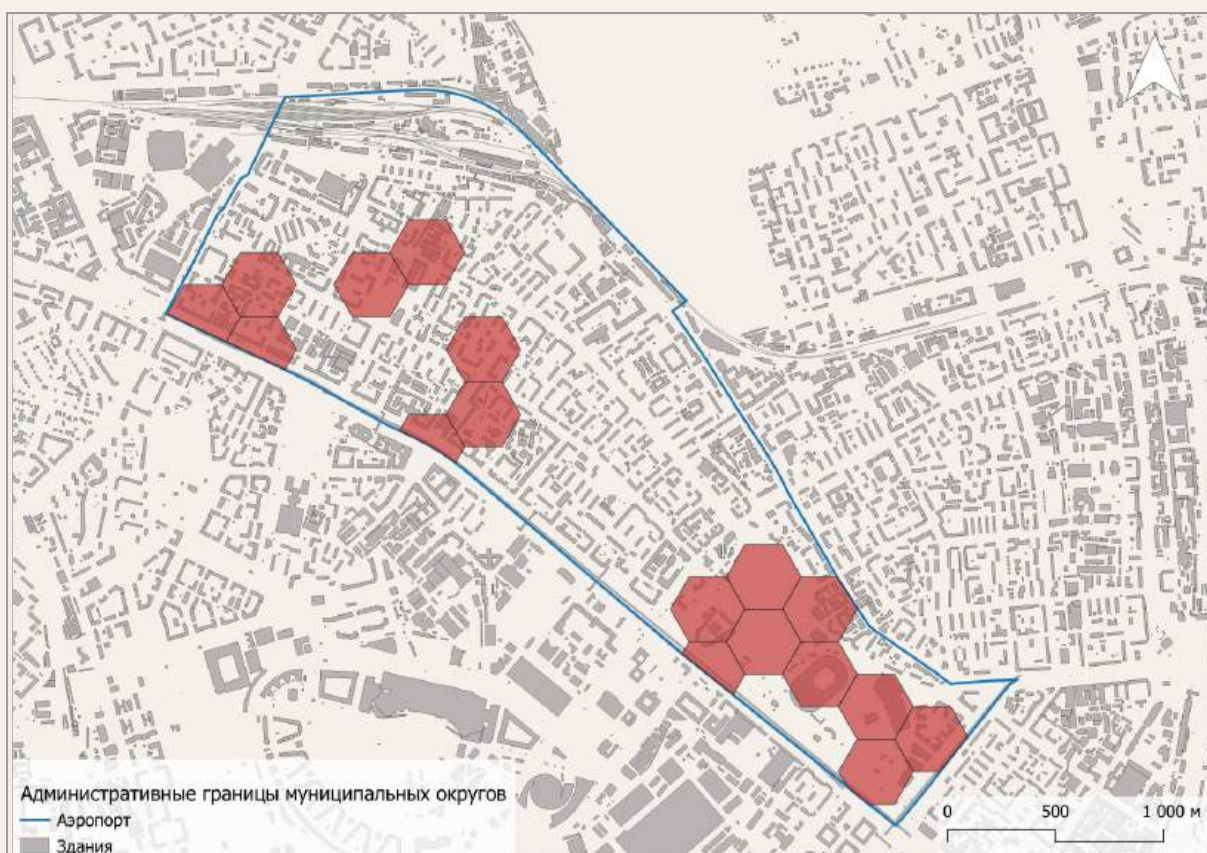 Административные границы муниципальных округов
Аэропорт
Здания
0 500 1 000 м